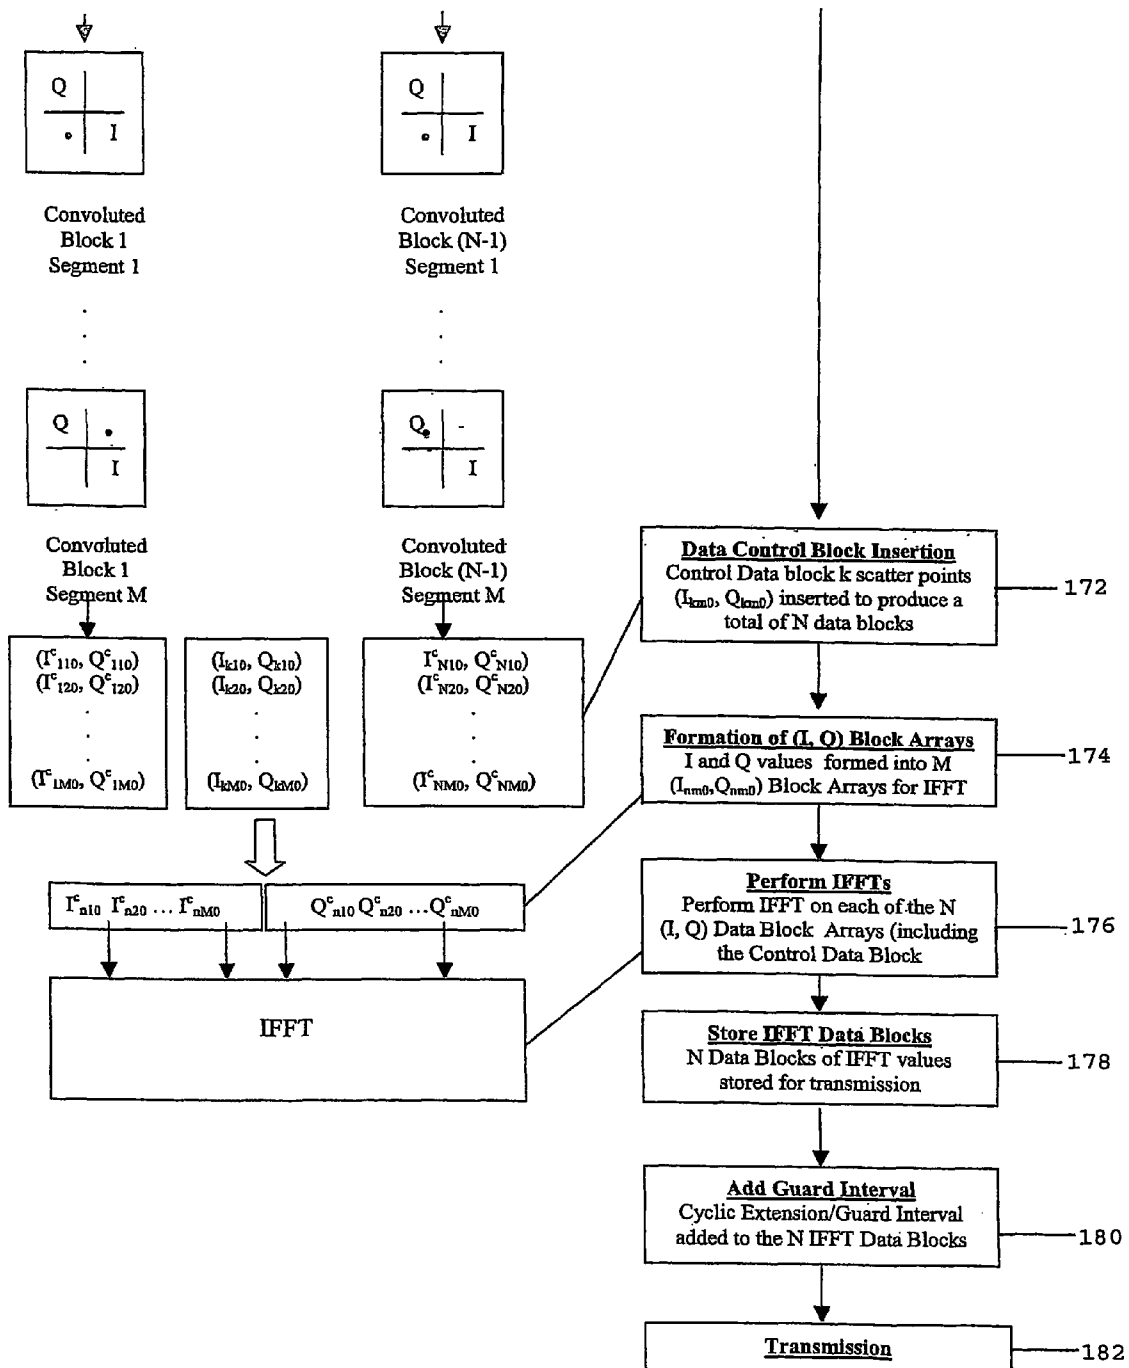 Q
I
Q
I
Convoluted
Block 1
Segment 1
Convoluted
Block (N-1)
Segment 1
.
.
.
.
.
.
Q
I
Q
I
Convoluted
Block 1
Segment M
Convoluted
Block (N-1)
Segment M
Data Control Block Insertion
Control Data block k scatter points
(Ikm0, Qkm0) inserted to produce a
total of N data blocks
172
(Iᶜ110, Qᶜ110)
(Iᶜ120, Qᶜ120)
.
.
.
(Iᶜ1M0, Qᶜ1M0)
(Ik10, Qk10)
(Ik20, Qk20)
.
.
.
(IkM0, QkM0)
IᶜN10, QᶜN10)
(IᶜN20, QᶜN20)
.
.
.
(IᶜNM0, QᶜNM0)
Formation of (I, Q) Block Arrays
I and Q values formed into M
(Inm0,Qnm0) Block Arrays for IFFT
174
Iᶜn10 Iᶜn20 ... IᶜnM0
Qᶜn10 Qᶜn20 ...QᶜnM0
Perform IFFTs
Perform IFFT on each of the N
(I, Q) Data Block Arrays (including
the Control Data Block
176
IFFT
Store IFFT Data Blocks
N Data Blocks of IFFT values
stored for transmission
178
Add Guard Interval
Cyclic Extension/Guard Interval
added to the N IFFT Data Blocks
180
Transmission
182